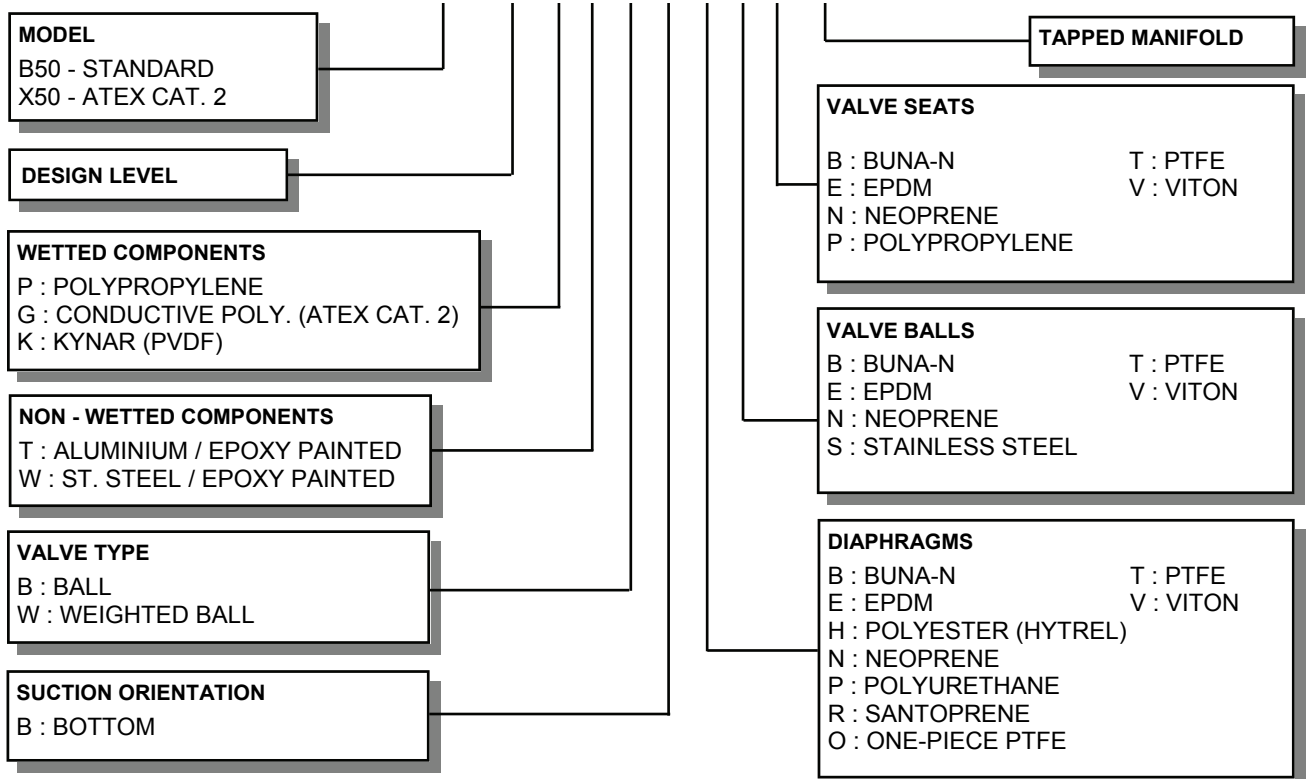 MODEL
B50 - STANDARD
X50 - ATEX CAT. 2
DESIGN LEVEL
WETTED COMPONENTS
P : POLYPROPYLENE
G : CONDUCTIVE POLY. (ATEX CAT. 2)
K : KYNAR (PVDF)
NON - WETTED COMPONENTS
T : ALUMINIUM / EPOXY PAINTED
W : ST. STEEL / EPOXY PAINTED
VALVE TYPE
B : BALL
W : WEIGHTED BALL
SUCTION ORIENTATION
B : BOTTOM
TAPPED MANIFOLD
VALVE SEATS
B : BUNA-N T : PTFE
E : EPDM V : VITON
N : NEOPRENE
P : POLYPROPYLENE
VALVE BALLS
B : BUNA-N T : PTFE
E : EPDM V : VITON
N : NEOPRENE
S : STAINLESS STEEL
DIAPHRAGMS
B : BUNA-N T : PTFE
E : EPDM V : VITON
H : POLYESTER (HYTREL)
N : NEOPRENE
P : POLYURETHANE
R : SANTOPRENE
O : ONE-PIECE PTFE